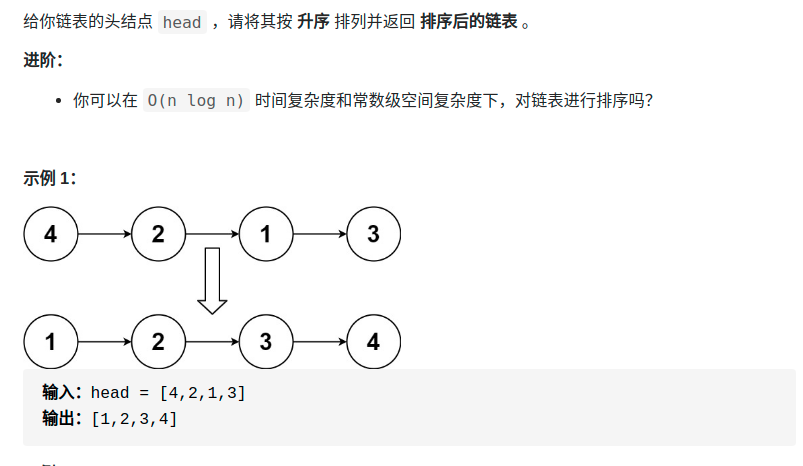 给你链表的头结点 head ，请将其按 升序 排列并返回 排序后的链表 。
进阶：
• 你可以在 O(n log n) 时间复杂度和常数级空间复杂度下，对链表进行排序吗？
示例 1：
4 2 1 3
1 2 3 4
输入：head = [4,2,1,3]
输出：[1,2,3,4]